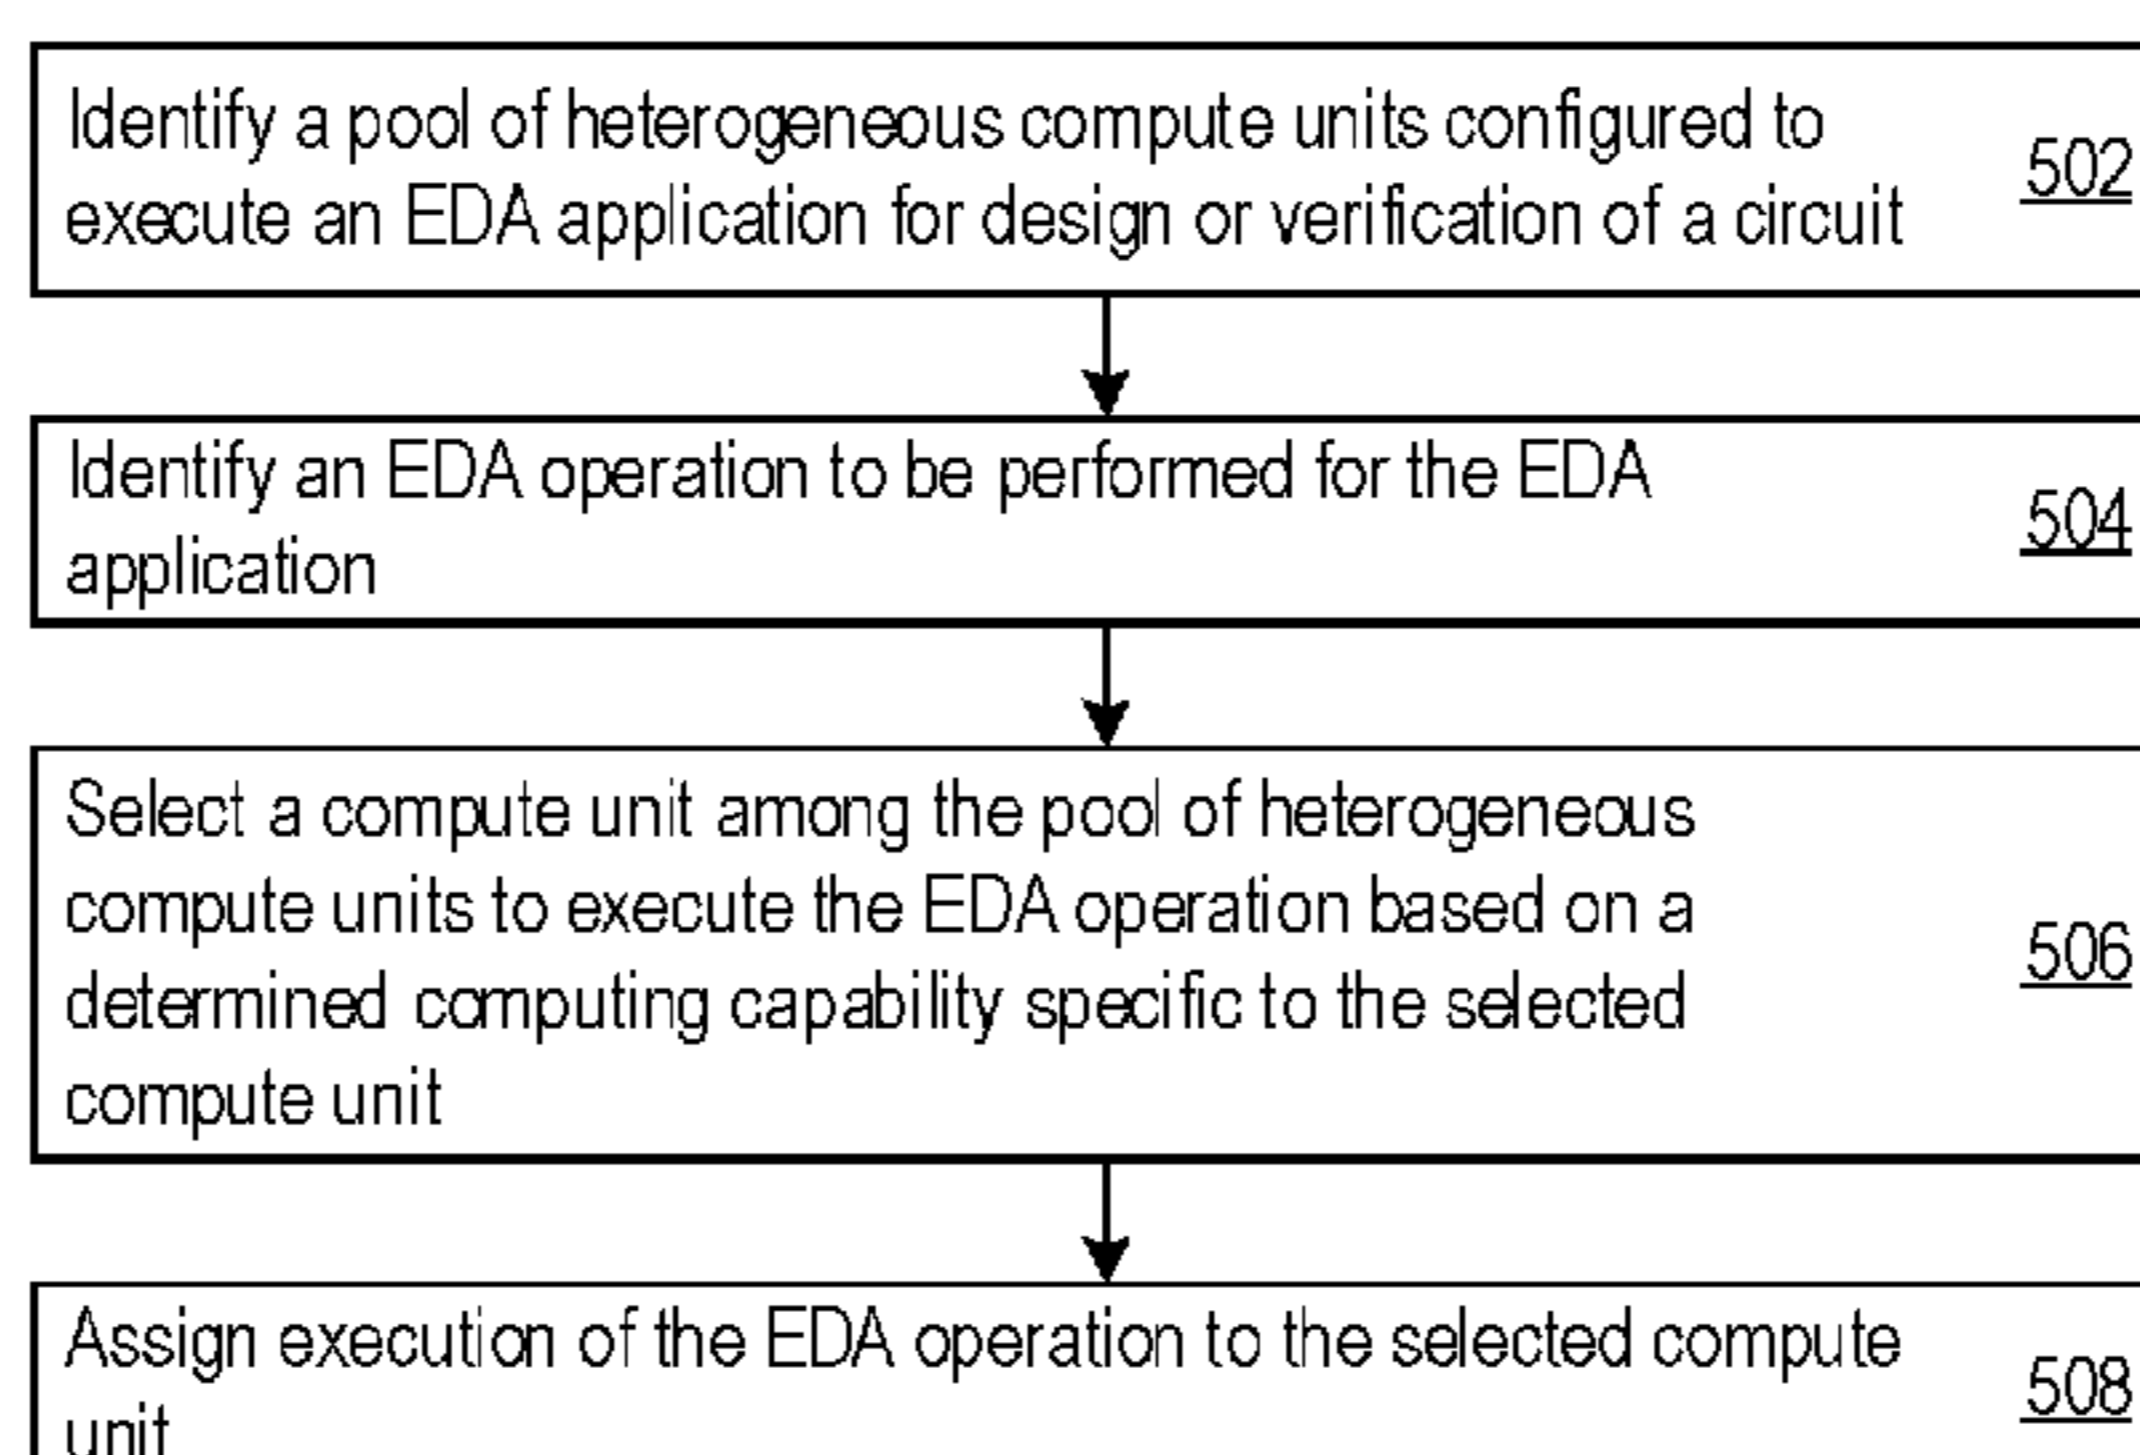 Identify a pool of heterogeneous compute units configured to
execute an EDA application for design or verification of a circuit
502
Identify an EDA operation to be performed for the EDA
application
504
Select a compute unit among the pool of heterogeneous
compute units to execute the EDA operation based on a
determined computing capability specific to the selected
compute unit
506
Assign execution of the EDA operation to the selected compute
unit
508